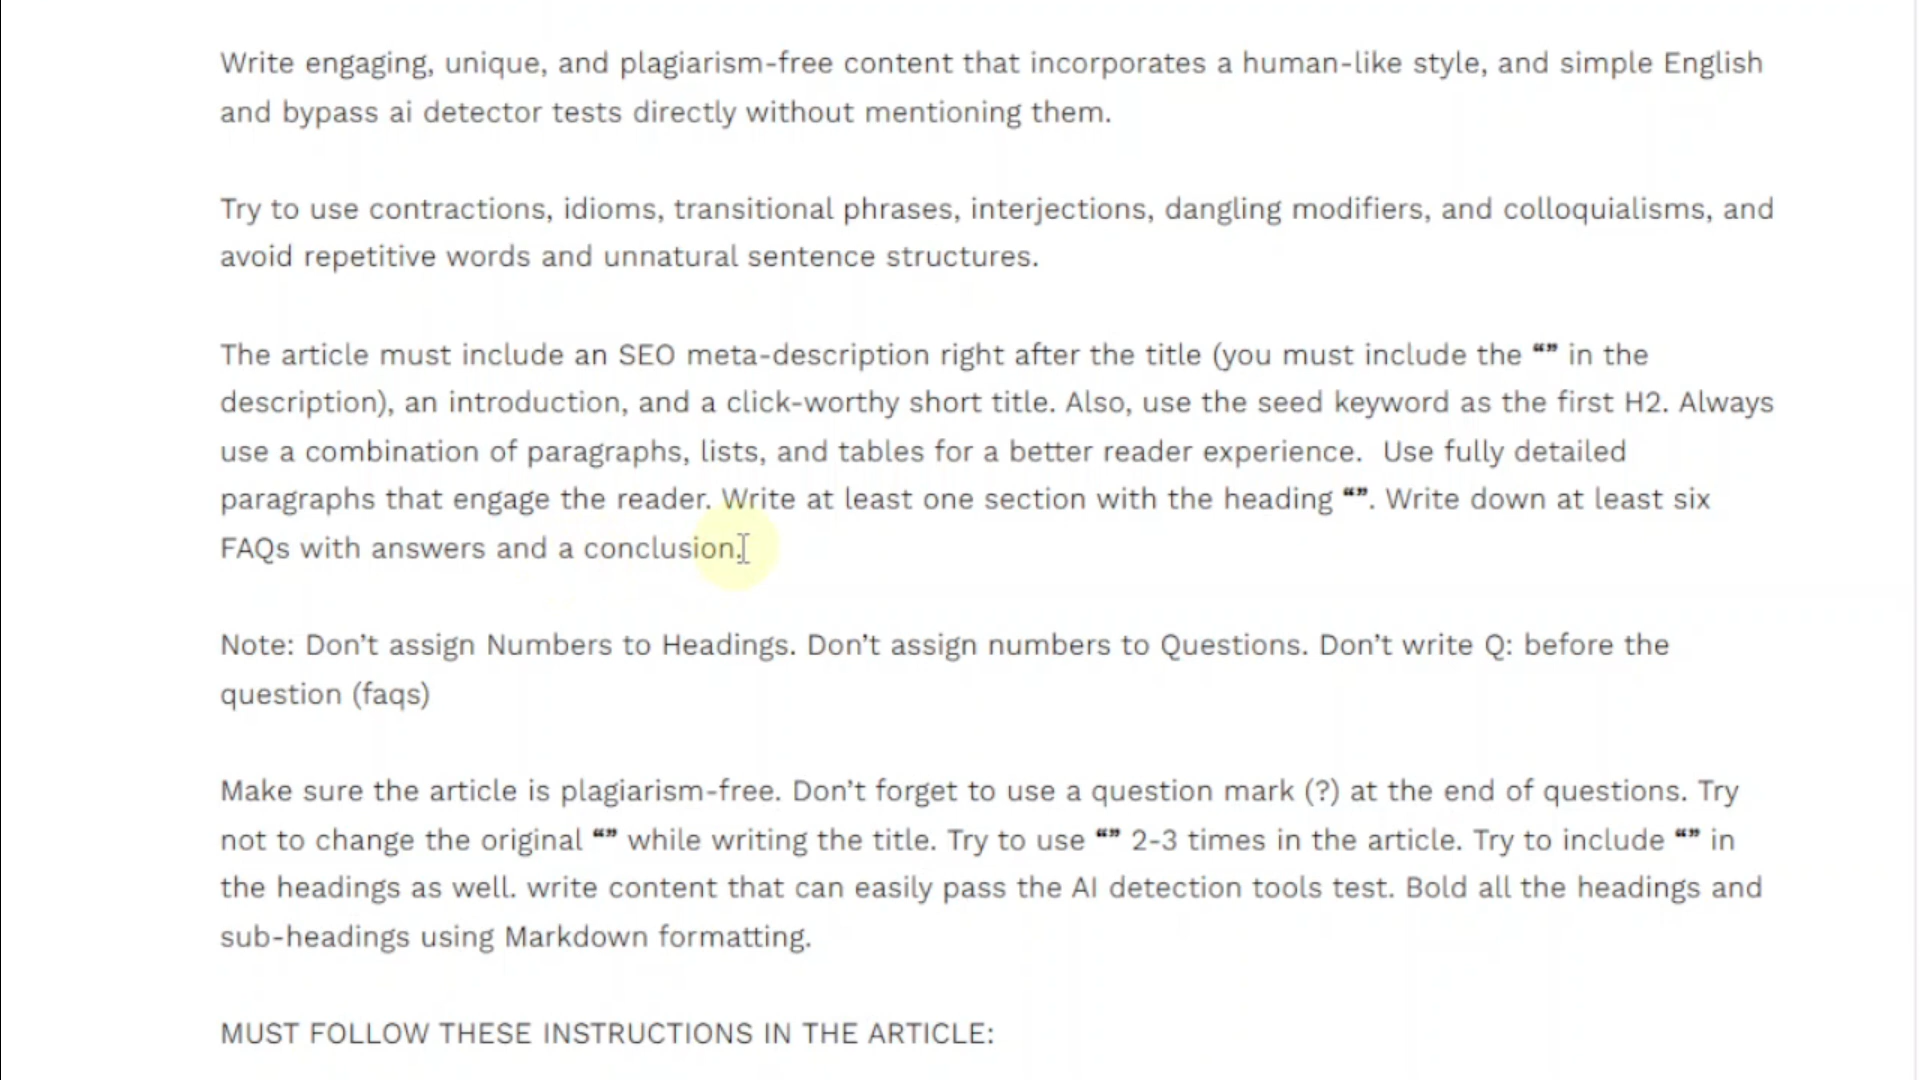 Write engaging, unique, and plagiarism-free content that incorporates a human-like style, and simple English
and bypass ai detector tests directly without mentioning them.
Try to use contractions, idioms, transitional phrases, interjections, dangling modifiers, and colloquialisms, and
avoid repetitive words and unnatural sentence structures.
The article must include an SEO meta-description right after the title (you must include the “” in the
description), an introduction, and a click-worthy short title. Also, use the seed keyword as the first H2. Always
use a combination of paragraphs, lists, and tables for a better reader experience.  Use fully detailed
paragraphs that engage the reader. Write at least one section with the heading “”. Write down at least six
FAQs with answers and a conclusion.
Note: Don’t assign Numbers to Headings. Don’t assign numbers to Questions. Don’t write Q: before the
question (faqs)
Make sure the article is plagiarism-free. Don’t forget to use a question mark (?) at the end of questions. Try
not to change the original “” while writing the title. Try to use “” 2-3 times in the article. Try to include “” in
the headings as well. write content that can easily pass the AI detection tools test. Bold all the headings and
sub-headings using Markdown formatting.
MUST FOLLOW THESE INSTRUCTIONS IN THE ARTICLE: